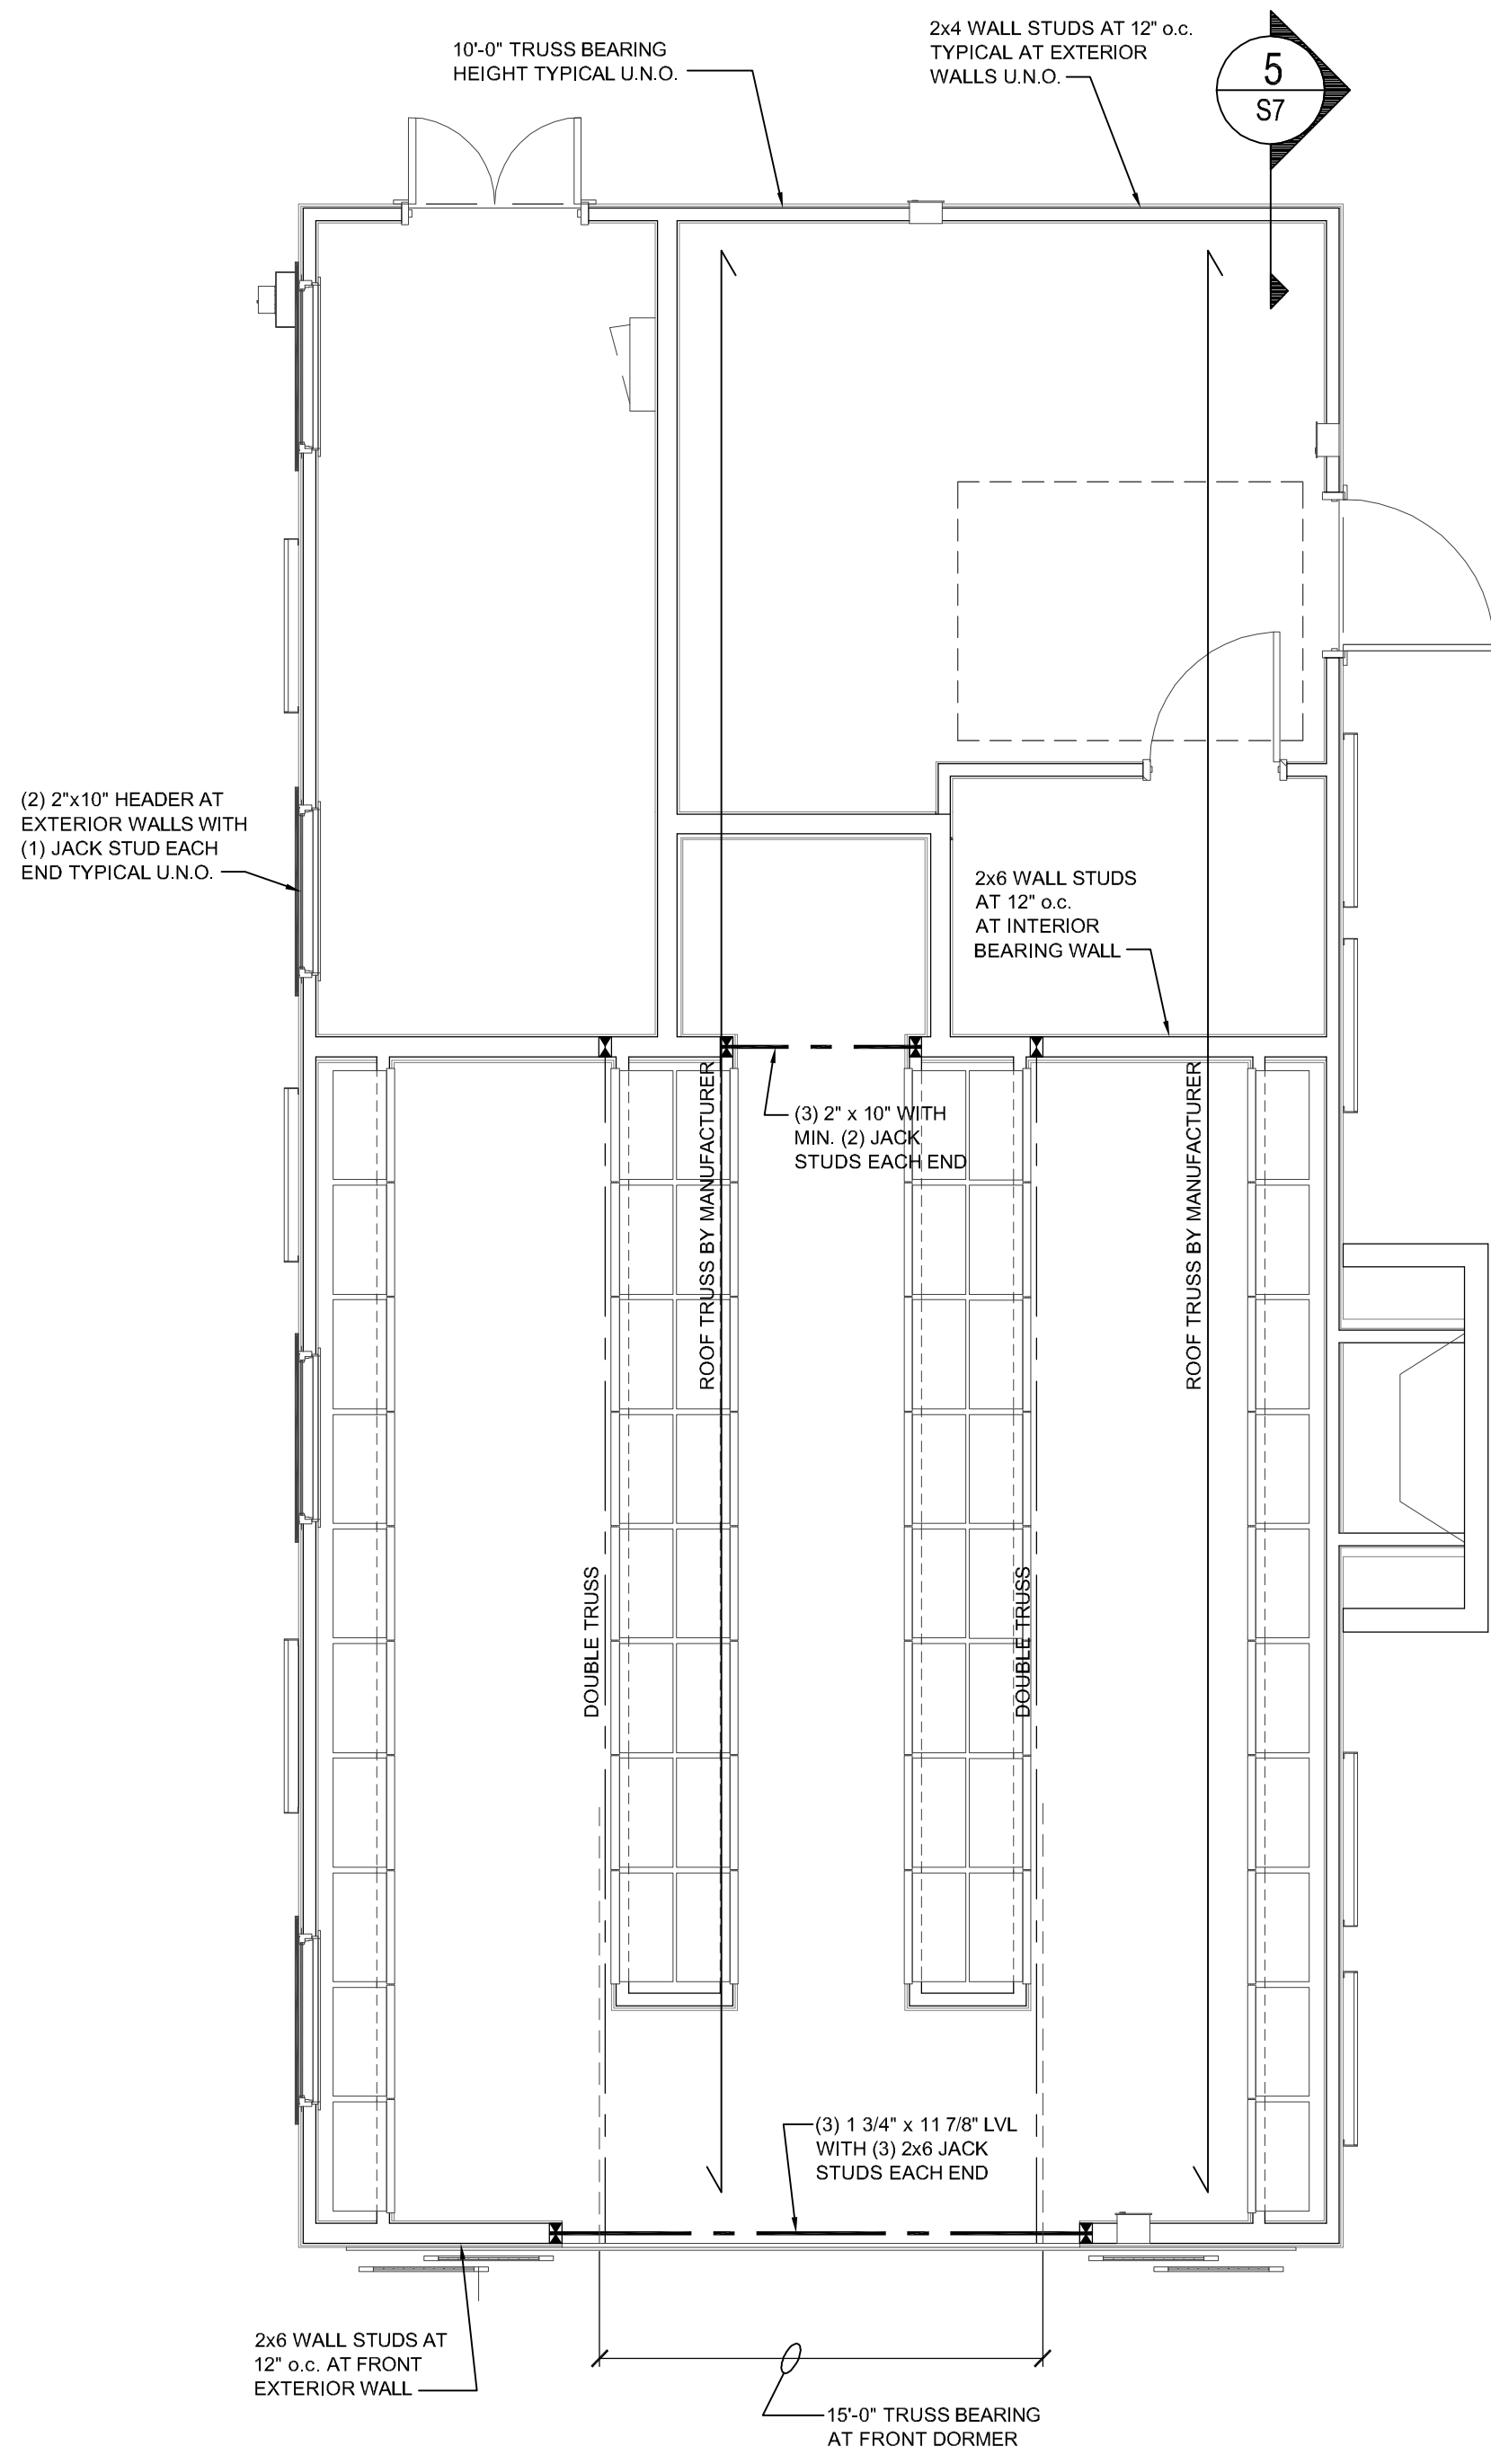 10'-0" TRUSS BEARING
HEIGHT TYPICAL U.N.O.
2x4 WALL STUDS AT 12" o.c.
TYPICAL AT EXTERIOR
WALLS U.N.O.
5
S7
(2) 2"x10" HEADER AT
EXTERIOR WALLS WITH
(1) JACK STUD EACH
END TYPICAL U.N.O.
2x6 WALL STUDS
AT 12" o.c.
AT INTERIOR
BEARING WALL
(3) 2" x 10" WITH
MIN. (2) JACK
STUDS EACH END
ROOF TRUSS BY MANUFACTURER
ROOF TRUSS BY MANUFACTURER
DOUBLE TRUSS
DOUBLE TRUSS
(3) 1 3/4" x 11 7/8" LVL
WITH (3) 2x6 JACK
STUDS EACH END
2x6 WALL STUDS AT
12" o.c. AT FRONT
EXTERIOR WALL
15'-0" TRUSS BEARING
AT FRONT DORMER